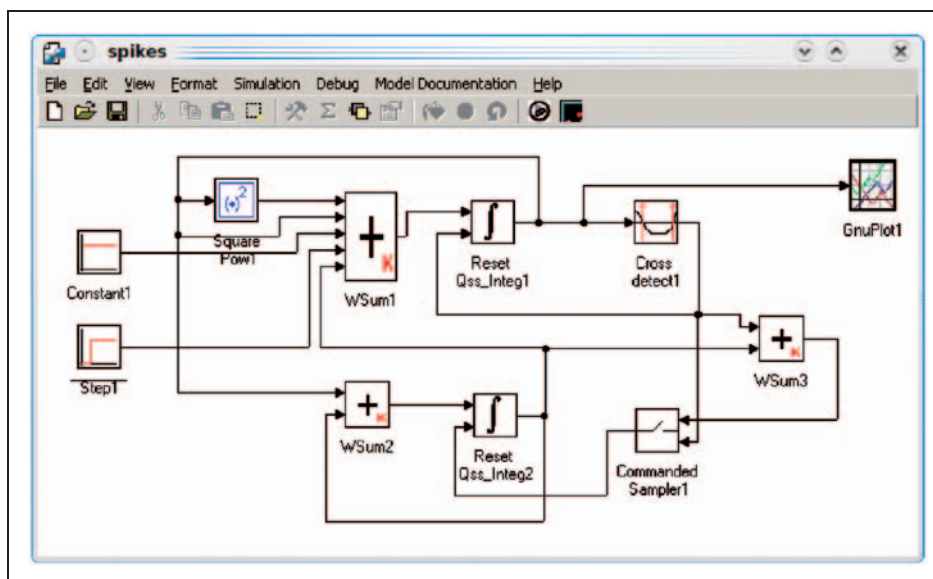 spikes
File Edit View Format Simulation Debug Model Documentation Help
Square
Pow1
Constant1
WSum1
Reset
Qss_Integ1
Cross
detect1
GnuPlot1
Step1
WSum2
Reset
Qss_Integ2
WSum3
Commanded
Sampler1